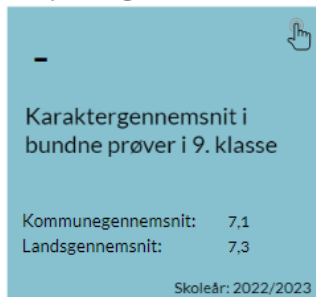 -
Karaktergennemsnit i
bundne prøver i 9. klasse
Kommunegennemsnit: 7,1
Landsgennemsnit: 7,3
Skoleår: 2022/2023